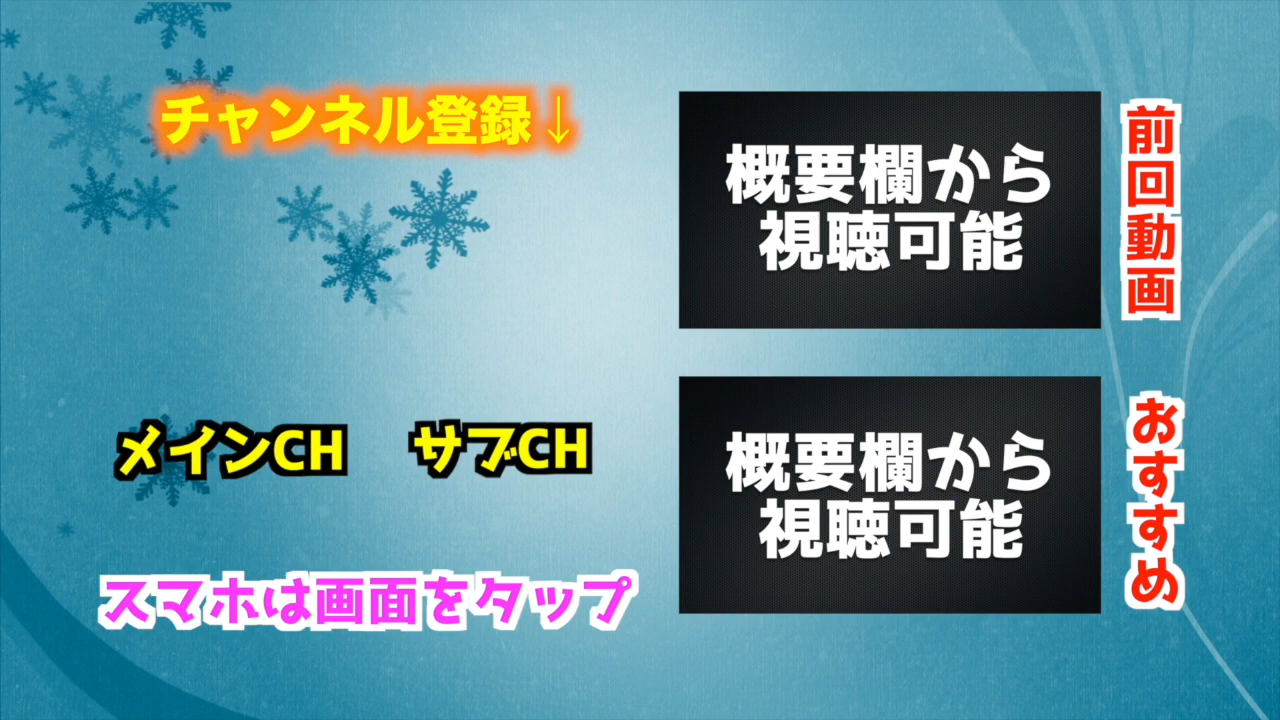 チャンネル登録↓
メインCH
サブCH
スマホは画面をタップ
概要欄から
視聴可能
前回動画
概要欄から
視聴可能
おすすめ